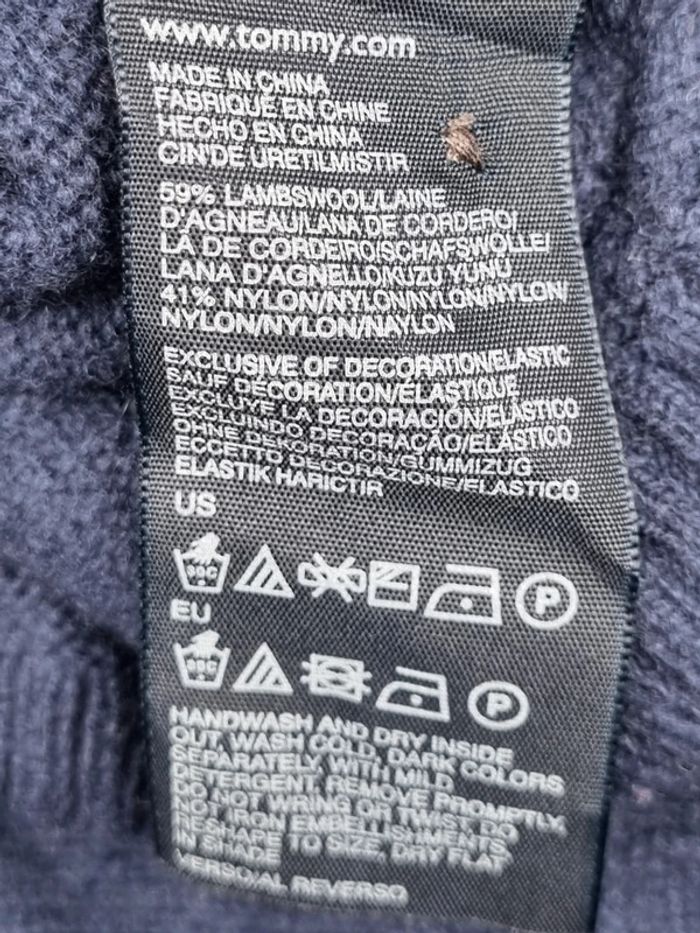 www.tommy.com
MADE IN CHINA
FABRIQUÉ EN CHINE
HECHO EN CHINA
CIN DE URETILMISTIR
59% LAMBSWOOL/LAINE
D'AGNEAU/LANA DE CORDERO/
LÃ DE CORDEIRO/SCHAFSWOLLE/
LANA D'AGNELLO/KUZU YUNU
41% NYLON/NYLON/NYLON/NYLON/
NYLON/NYLON/NAYLON
EXCLUSIVE OF DECORATION/ELASTIC
SAUF DÉCORATION/ÉLASTIQUE
EXCLUYE LA DECORACIÓN/ELÁSTICO
EXCLUINDO DECORAÇÃO/ELÁSTICO
OHNE DEKORATION/GUMMIZUG
ECCETTO DECORAZIONE/ELASTICO
ELASTIK HARICTIR
US
P
EU
P
HANDWASH AND DRY INSIDE
OUT, WASH COLD, DARK COLORS
SEPARATELY, WITH MILD
DETERGENT, REMOVE PROMPTLY,
DO NOT WRING OR TWIST, DO
NOT IRON EMBELLISHMENTS
RESHAPE TO SIZE, DRY FLAT
IN SHADE
VERSO/AL REVERSO